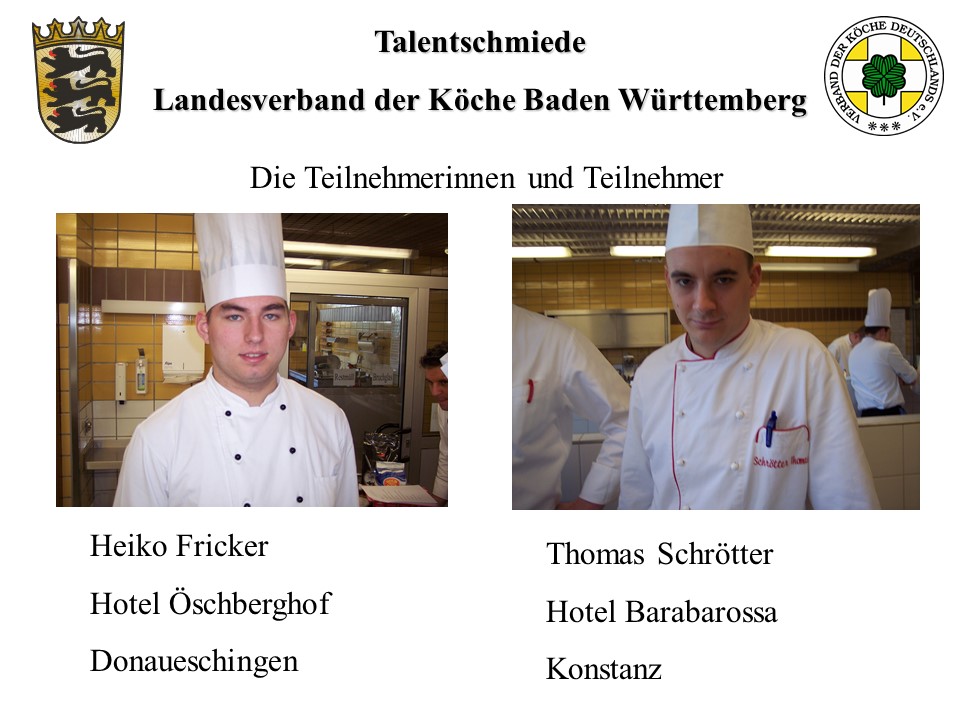 Talentschmiede
Landesverband der Köche Baden Württemberg
VERBAND DER KÖCHE DEUTSCHLANDS e.V.
Die Teilnehmerinnen und Teilnehmer
Schrötter Thomas
Heiko Fricker
Hotel Öschberghof
Donaueschingen
Thomas Schrötter
Hotel Barabarossa
Konstanz